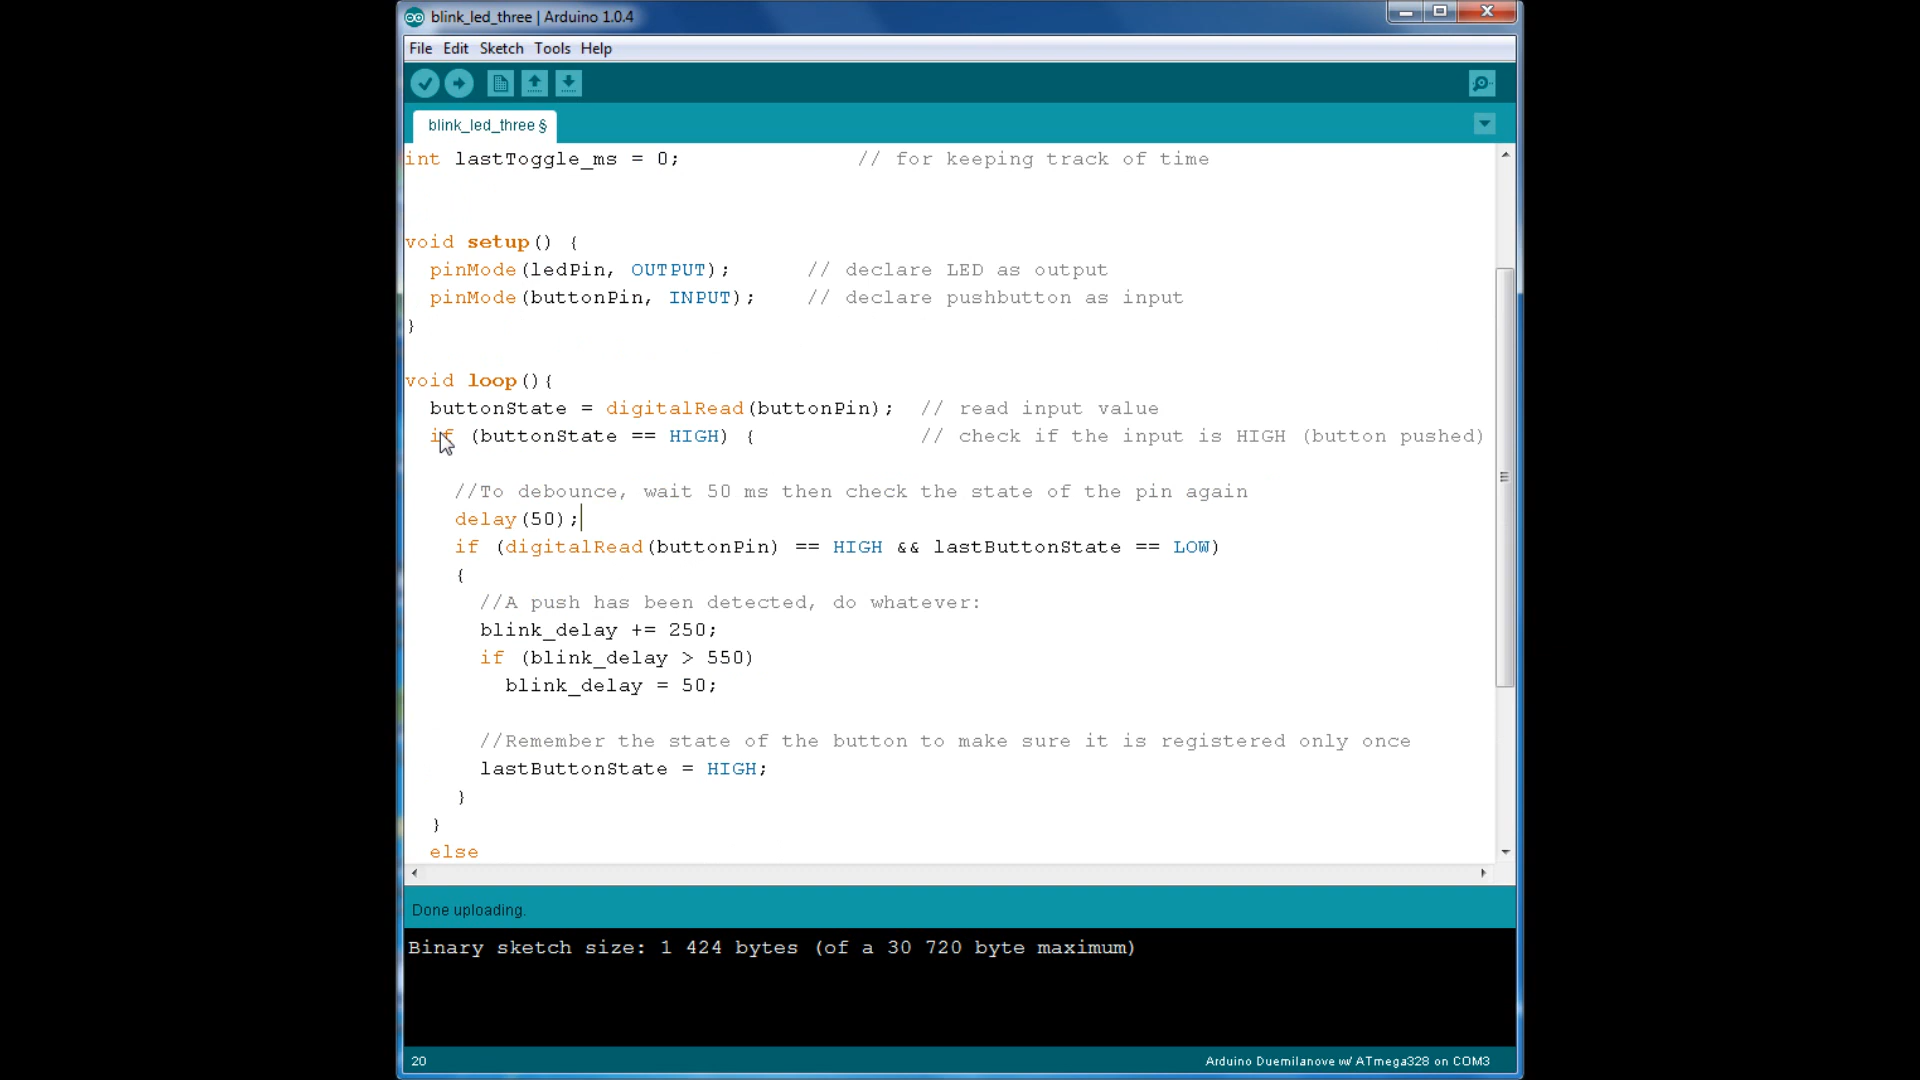 blink_led_three | Arduino 1.0.4
File Edit Sketch Tools Help
blink_led_three §
int lastToggle_ms = 0; // for keeping track of time
void setup() {
pinMode(ledPin, OUTPUT); // declare LED as output
pinMode(buttonPin, INPUT); // declare pushbutton as input
}
void loop(){
buttonState = digitalRead(buttonPin); // read input value
if (buttonState == HIGH) { // check if the input is HIGH (button pushed)
//To debounce, wait 50 ms then check the state of the pin again
delay(50);
if (digitalRead(buttonPin) == HIGH && lastButtonState == LOW)
{
//A push has been detected, do whatever:
blink_delay += 250;
if (blink_delay > 550)
blink_delay = 50;
//Remember the state of the button to make sure it is registered only once
lastButtonState = HIGH;
}
}
else
Done uploading.
Binary sketch size: 1 424 bytes (of a 30 720 byte maximum)
20 Arduino Duemilanove w/ ATmega328 on COM3